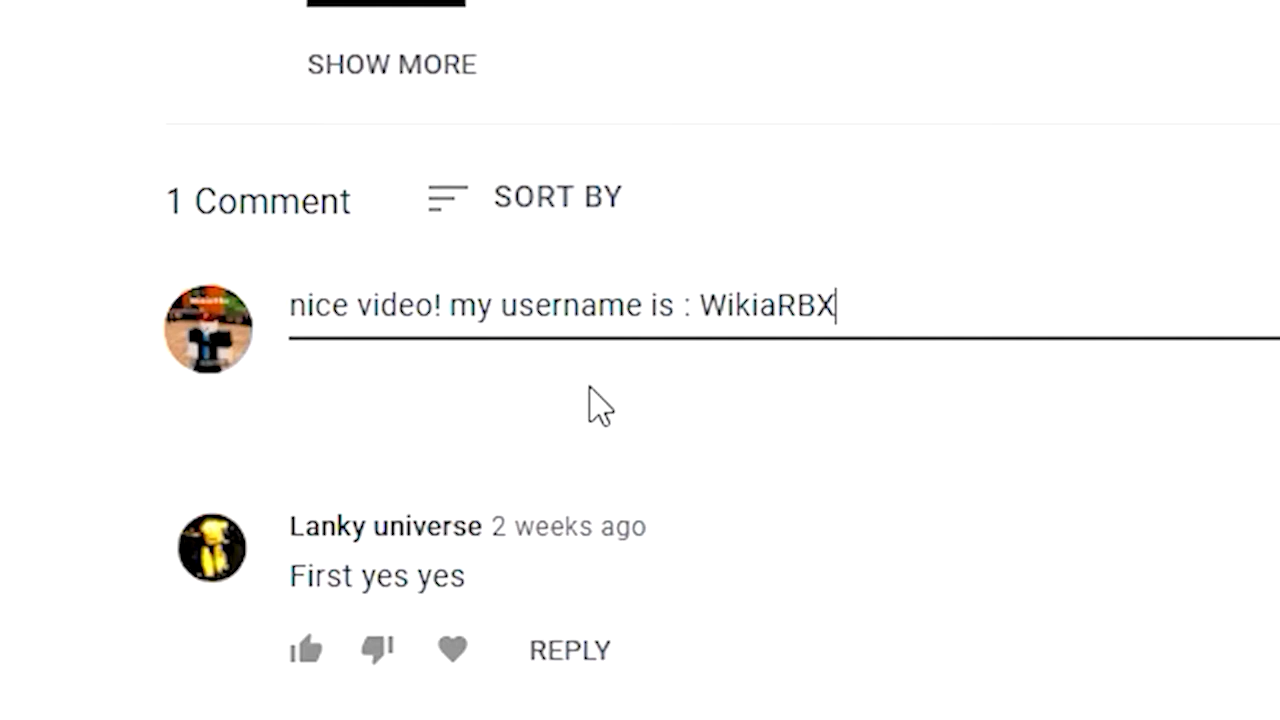 SHOW MORE
1 Comment
SORT BY
nice video! my username is : WikiaRBX
Lanky universe 2 weeks ago
First yes yes
REPLY